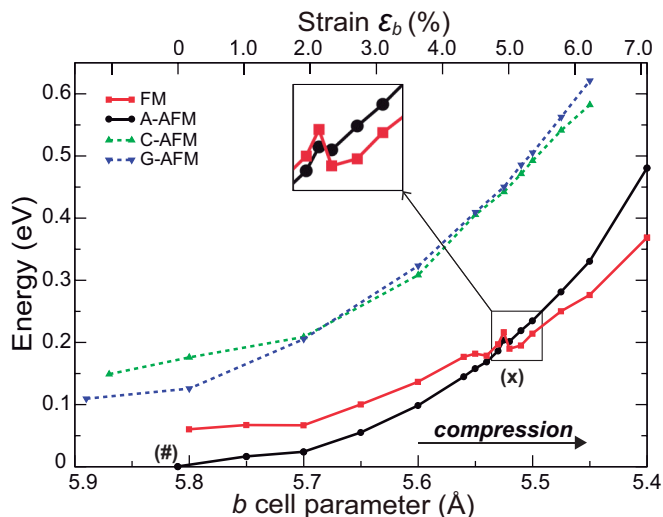 Strain ε_b (%)
0 1.0 2.0 3.0 4.0 5.0 6.0 7.0
FM
A-AFM
C-AFM
G-AFM
Energy (eV)
0.6
0.5
0.4
0.3
0.2
0.1
0
(x)
(#)
compression
5.9 5.8 5.7 5.6 5.5 5.4
b cell parameter (Å)